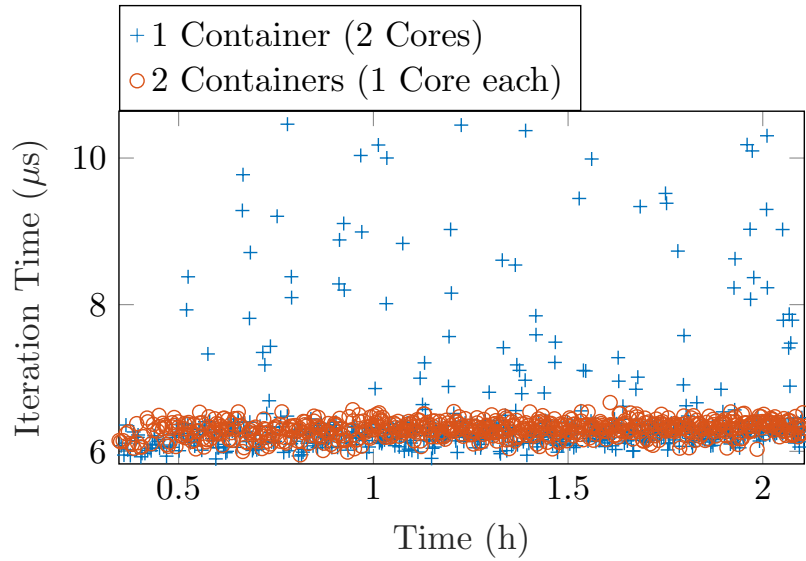 1 Container (2 Cores)
2 Containers (1 Core each)
10
8
6
Iteration Time (μs)
0.5 1 1.5 2
Time (h)